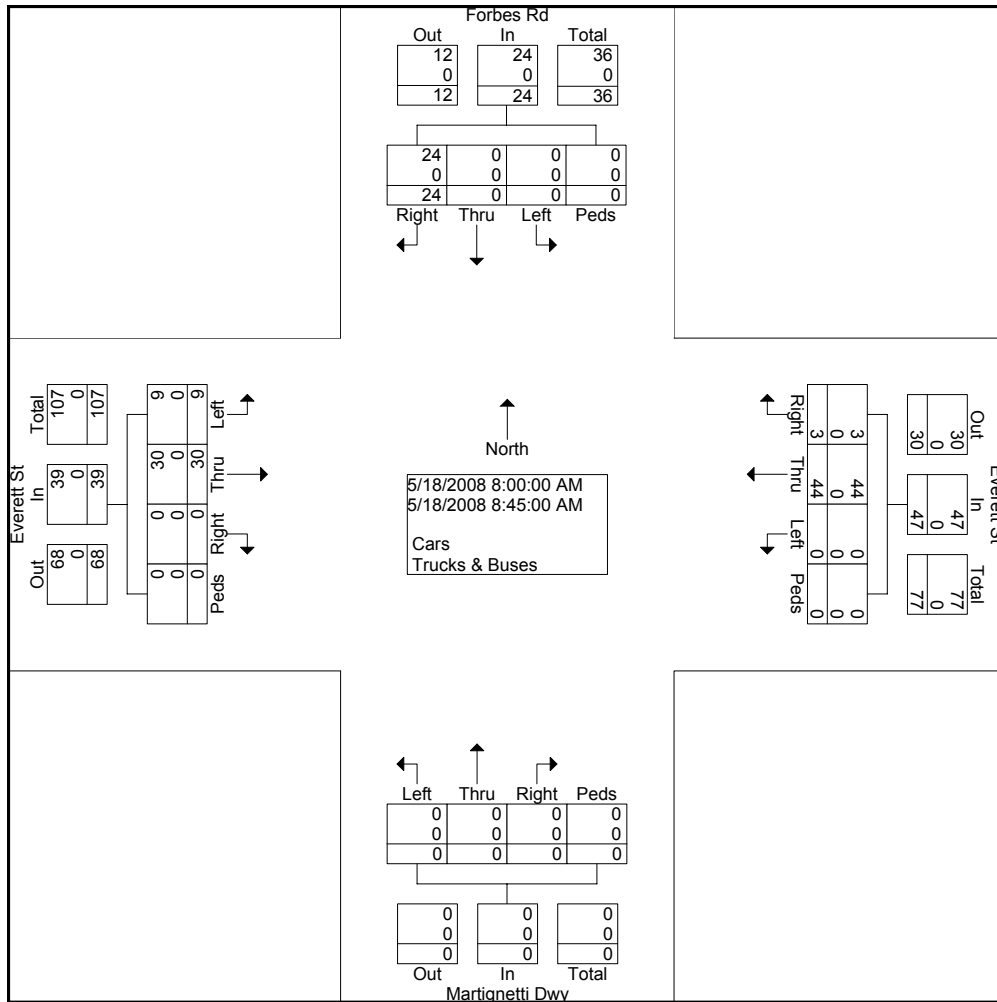 Forbes Rd
Out In Total
12 24 36
0 0 0
12 24 36
24 0 0 0
0 0 0 0
24 0 0 0
Right Thru Left Peds
Everett St
Out In Total
68 39 107
0 0 0
68 39 107
0 0 30 9
0 0 0 0
0 0 30 9
Peds Right Thru Left
North
5/18/2008 8:00:00 AM
5/18/2008 8:45:00 AM
Cars
Trucks & Buses
Everett St
Out In Total
30 47 77
0 0 0
30 47 77
3 44 0 0
0 0 0 0
3 44 0 0
Right Thru Left Peds
Left Thru Right Peds
0 0 0 0
0 0 0 0
0 0 0 0
0 0 0
0 0 0
0 0 0
Out In Total
Martignetti Dwy